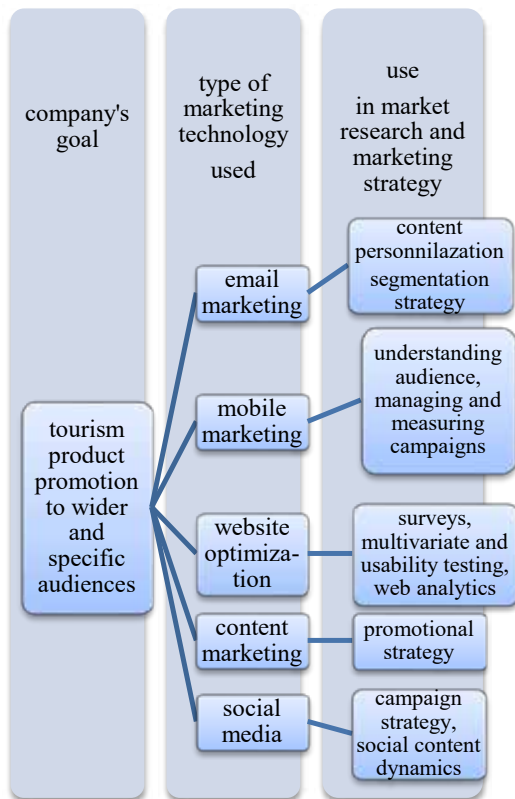 company's
goal
type of
marketing
technology
used
use
in market
research and
marketing
strategy
tourism
product
promotion
to wider
and
specific
audiences
email
marketing
content
personnilazation
segmentation
strategy
mobile
marketing
understanding
audience,
managing and
measuring
campaigns
website
optimiza-
tion
surveys,
multivariate and
usability testing,
web analytics
content
marketing
promotional
strategy
social
media
campaign
strategy,
social content
dynamics